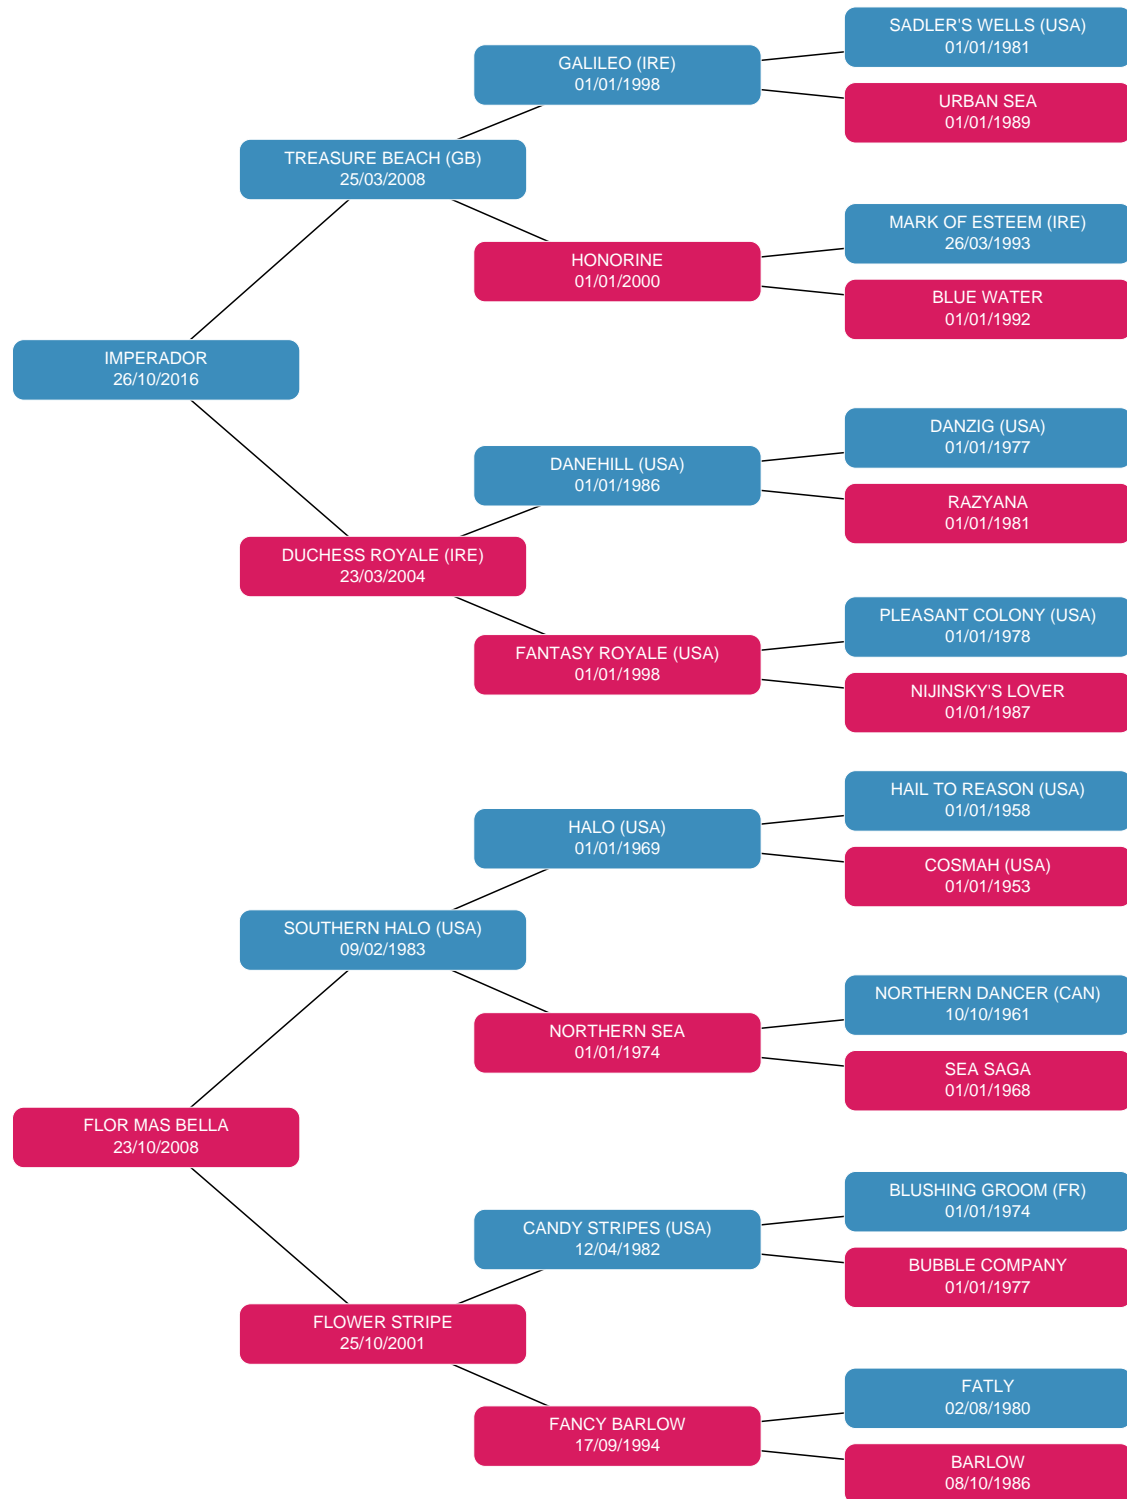 SADLER'S WELLS (USA)
01/01/1981
GALILEO (IRE)
01/01/1998
URBAN SEA
01/01/1989
TREASURE BEACH (GB)
25/03/2008
MARK OF ESTEEM (IRE)
26/03/1993
HONORINE
01/01/2000
BLUE WATER
01/01/1992
IMPERADOR
26/10/2016
DANZIG (USA)
01/01/1977
DANEHILL (USA)
01/01/1986
RAZYANA
01/01/1981
DUCHESS ROYALE (IRE)
23/03/2004
PLEASANT COLONY (USA)
01/01/1978
FANTASY ROYALE (USA)
01/01/1998
NIJINSKY'S LOVER
01/01/1987
HAIL TO REASON (USA)
01/01/1958
HALO (USA)
01/01/1969
COSMAH (USA)
01/01/1953
SOUTHERN HALO (USA)
09/02/1983
NORTHERN DANCER (CAN)
10/10/1961
NORTHERN SEA
01/01/1974
SEA SAGA
01/01/1968
FLOR MAS BELLA
23/10/2008
BLUSHING GROOM (FR)
01/01/1974
CANDY STRIPES (USA)
12/04/1982
BUBBLE COMPANY
01/01/1977
FLOWER STRIPE
25/10/2001
FATLY
02/08/1980
FANCY BARLOW
17/09/1994
BARLOW
08/10/1986